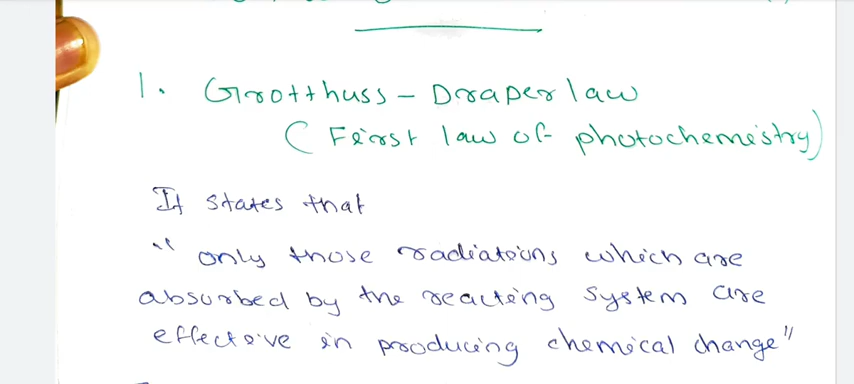 1. Grotthuss - Draper law
( First law of photochemistry)
It states that
" only those radiations which are
absorbed by the reacting system are
effective in producing chemical change"